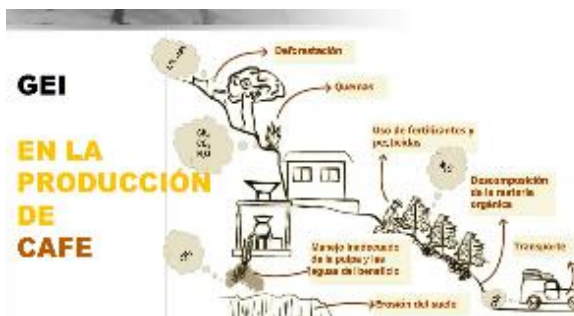 GEI
EN LA
PRODUCCIÓN
DE
CAFE
Deforestación
Quemas
Uso de fertilizantes y
pesticidas
Descomposición
de la materia
orgánica
Transporte
Manejo inadecuado
de la pulpa y las
aguas del beneficio
Erosión del suelo